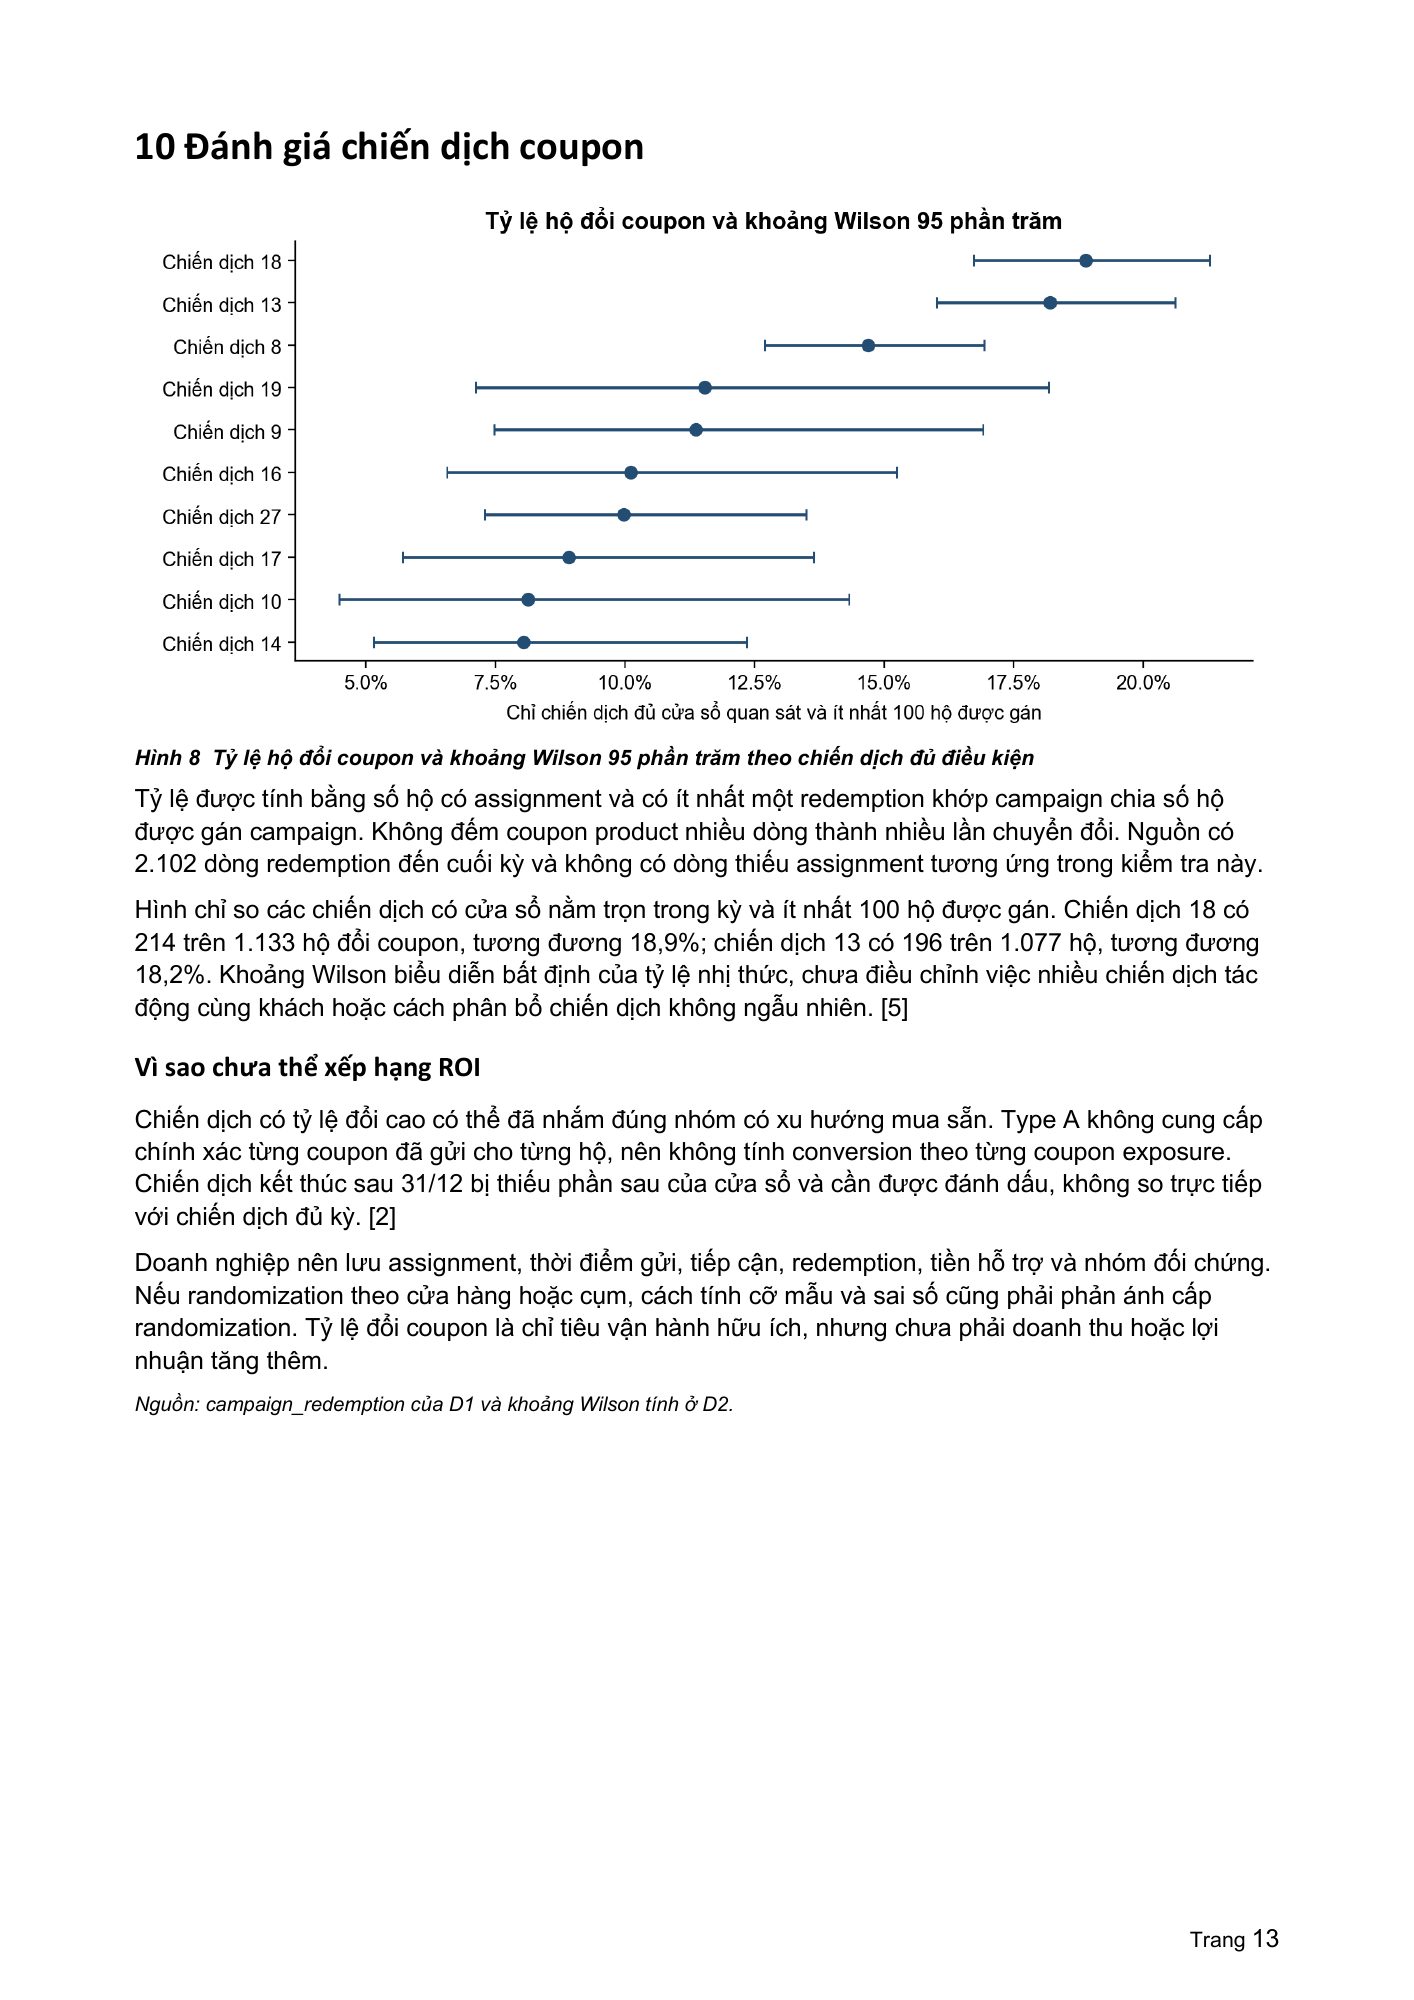 10 Đánh giá chiến dịch coupon
Tỷ lệ hộ đổi coupon và khoảng Wilson 95 phần trăm
Chiến dịch 18
Chiến dịch 13
Chiến dịch 8
Chiến dịch 19
Chiến dịch 9
Chiến dịch 16
Chiến dịch 27
Chiến dịch 17
Chiến dịch 10
Chiến dịch 14
5.0% 7.5% 10.0% 12.5% 15.0% 17.5% 20.0%
Chỉ chiến dịch đủ cửa sổ quan sát và ít nhất 100 hộ được gán
Hình 8 Tỷ lệ hộ đổi coupon và khoảng Wilson 95 phần trăm theo chiến dịch đủ điều kiện
Tỷ lệ được tính bằng số hộ có assignment và có ít nhất một redemption khớp campaign chia số hộ
được gán campaign. Không đếm coupon product nhiều dòng thành nhiều lần chuyển đổi. Nguồn có
2.102 dòng redemption đến cuối kỳ và không có dòng thiếu assignment tương ứng trong kiểm tra này.
Hình chỉ so các chiến dịch có cửa sổ nằm trọn trong kỳ và ít nhất 100 hộ được gán. Chiến dịch 18 có
214 trên 1.133 hộ đổi coupon, tương đương 18,9%; chiến dịch 13 có 196 trên 1.077 hộ, tương đương
18,2%. Khoảng Wilson biểu diễn bất định của tỷ lệ nhị thức, chưa điều chỉnh việc nhiều chiến dịch tác
động cùng khách hoặc cách phân bổ chiến dịch không ngẫu nhiên. [5]
Vì sao chưa thể xếp hạng ROI
Chiến dịch có tỷ lệ đổi cao có thể đã nhắm đúng nhóm có xu hướng mua sẵn. Type A không cung cấp
chính xác từng coupon đã gửi cho từng hộ, nên không tính conversion theo từng coupon exposure.
Chiến dịch kết thúc sau 31/12 bị thiếu phần sau của cửa sổ và cần được đánh dấu, không so trực tiếp
với chiến dịch đủ kỳ. [2]
Doanh nghiệp nên lưu assignment, thời điểm gửi, tiếp cận, redemption, tiền hỗ trợ và nhóm đối chứng.
Nếu randomization theo cửa hàng hoặc cụm, cách tính cỡ mẫu và sai số cũng phải phản ánh cấp
randomization. Tỷ lệ đổi coupon là chỉ tiêu vận hành hữu ích, nhưng chưa phải doanh thu hoặc lợi
nhuận tăng thêm.
Nguồn: campaign_redemption của D1 và khoảng Wilson tính ở D2.
Trang 13